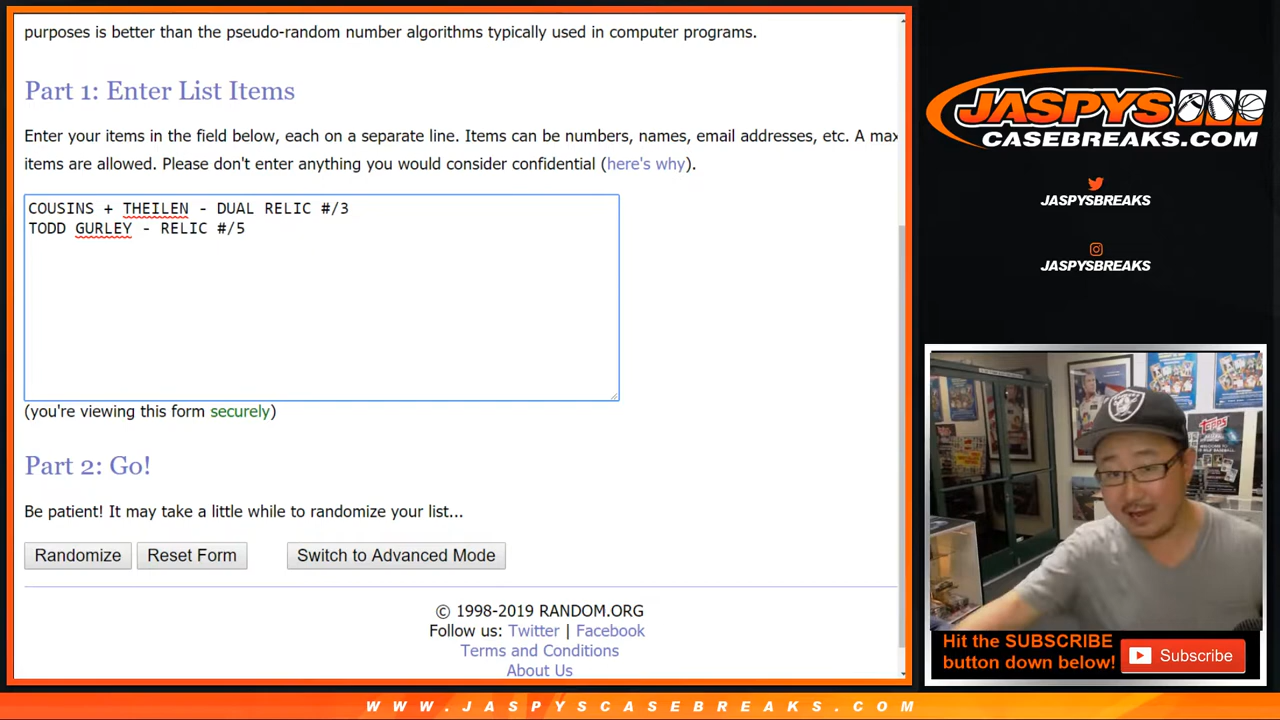 purposes is better than the pseudo-random number algorithms typically used in computer programs.
Part 1: Enter List Items
Enter your items in the field below, each on a separate line. Items can be numbers, names, email addresses, etc. A max
items are allowed. Please don't enter anything you would consider confidential (here's why).
COUSINS + THEILEN - DUAL RELIC #/3
TODD GURLEY - RELIC #/5
(you're viewing this form securely)
Part 2: Go!
Be patient! It may take a little while to randomize your list...
Randomize
Reset Form
Switch to Advanced Mode
© 1998-2019 RANDOM.ORG
Follow us: Twitter | Facebook
Terms and Conditions
About Us
JASPYS
CASEBREAKS.COM
JASPYSBREAKS
JASPYSBREAKS
topps
Hit the SUBSCRIBE
button down below!
Subscribe
WWW.JASPYSCASEBREAKS.COM